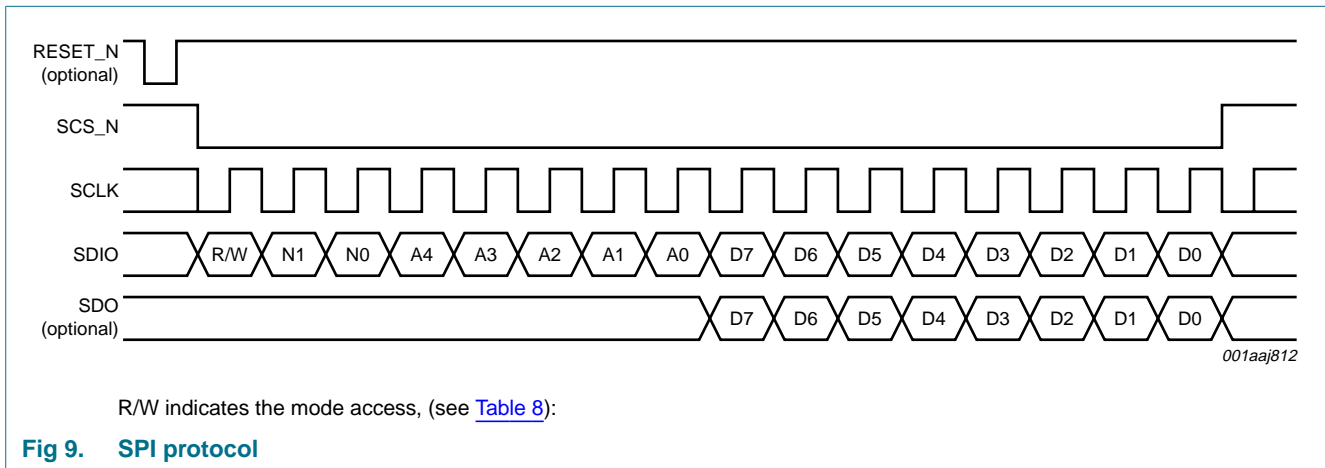 RESET_N
(optional)
SCS_N
SCLK
SDIO R/W N1 N0 A4 A3 A2 A1 A0 D7 D6 D5 D4 D3 D2 D1 D0
SDO
(optional)
D7 D6 D5 D4 D3 D2 D1 D0
001aaj812
R/W indicates the mode access, (see Table 8):
Fig 9. SPI protocol